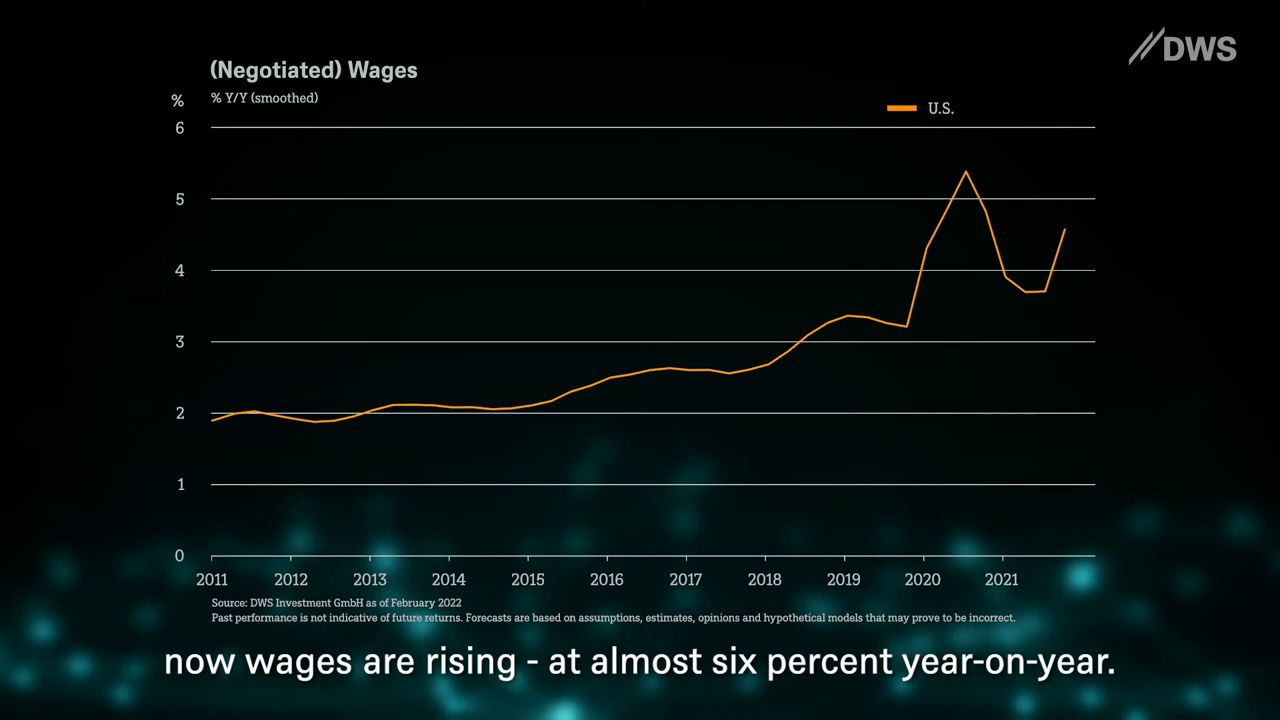 DWS
(Negotiated) Wages
% % Y/Y (smoothed)
U.S.
6
5
4
3
2
1
0
2011 2012 2013 2014 2015 2016 2017 2018 2019 2020 2021
Source: DWS Investment GmbH as of February 2022
Past performance is not indicative of future returns. Forecasts are based on assumptions, estimates, opinions and hypothetical models that may prove to be incorrect.
now wages are rising - at almost six percent year-on-year.